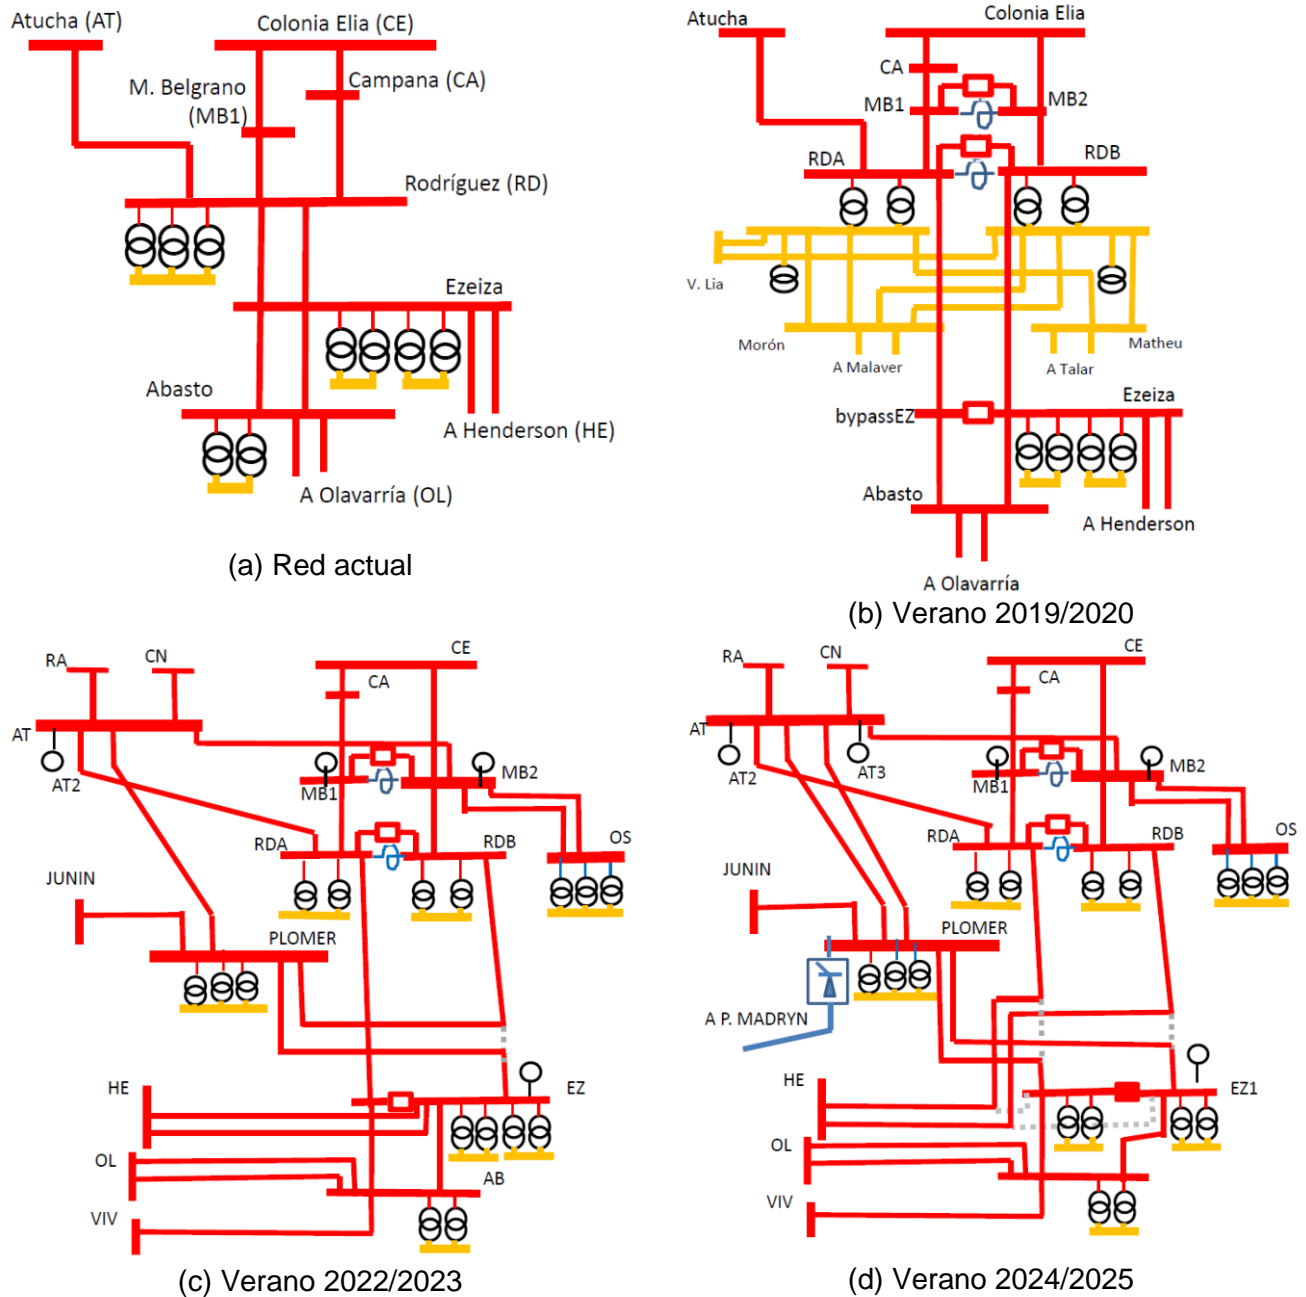 Atucha (AT)
Colonia Elia (CE)
M. Belgrano
(MB1)
Campana (CA)
Rodríguez (RD)
Ezeiza
Abasto
A Henderson (HE)
A Olavarría (OL)
(a) Red actual
Atucha
Colonia Elia
CA
MB1
MB2
RDA
RDB
V. Lia
Morón
A Malaver
A Talar
Matheu
Ezeiza
bypassEZ
Abasto
A Henderson
A Olavarría
(b) Verano 2019/2020
RA
CN
CE
CA
AT
AT2
MB1
MB2
RDA
RDB
OS
JUNIN
PLOMER
HE
EZ
OL
AB
VIV
(c) Verano 2022/2023
RA
CN
CE
CA
AT
AT2
AT3
MB1
MB2
RDA
RDB
OS
JUNIN
PLOMER
A P. MADRYN
HE
EZ1
OL
VIV
(d) Verano 2024/2025